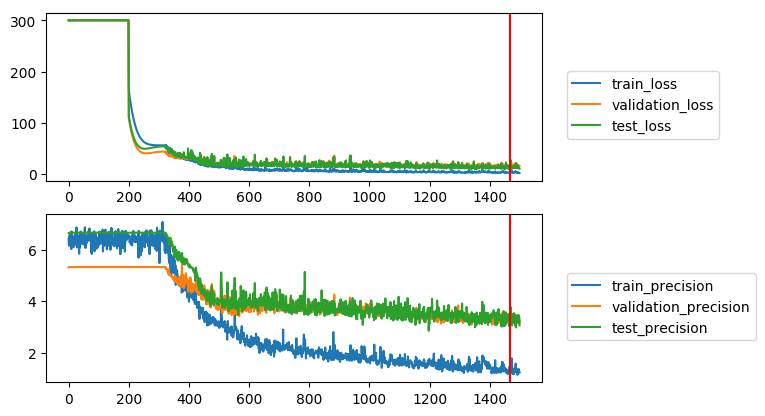 300
200
100
0
0 200 400 600 800 1000 1200 1400
train_loss
validation_loss
test_loss
6
4
2
0 200 400 600 800 1000 1200 1400
train_precision
validation_precision
test_precision